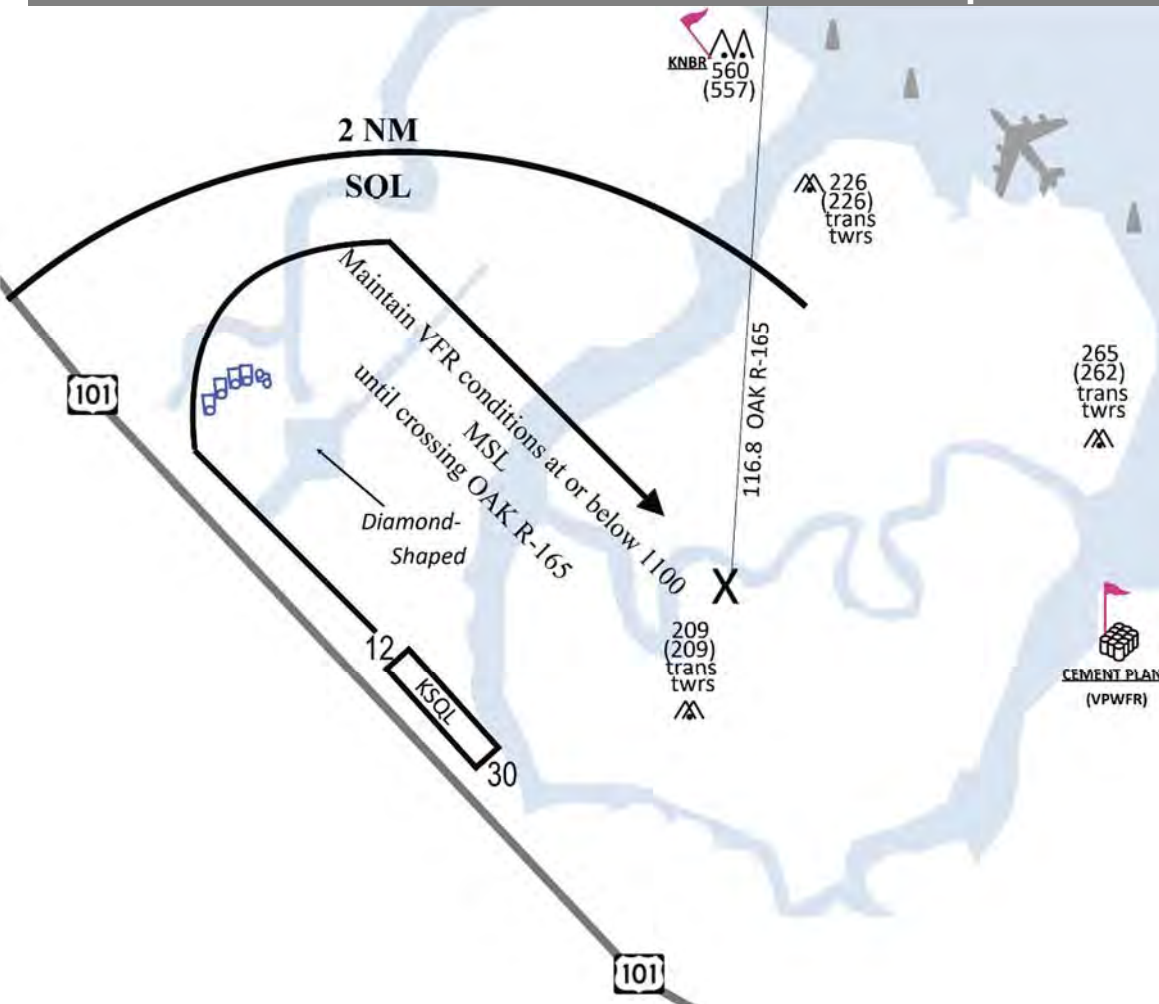 KNBR
560
(557)
2 NM
SQL
226
(226)
trans
twrs
Maintain VFR conditions at or below 1100
MSL
until crossing OAK R-165
116.8 OAK R-165
265
(262)
trans
twrs
101
Diamond-
Shaped
X
209
(209)
trans
twrs
CEMENT PLAN
(VPWFR)
12
KSQL
30
101